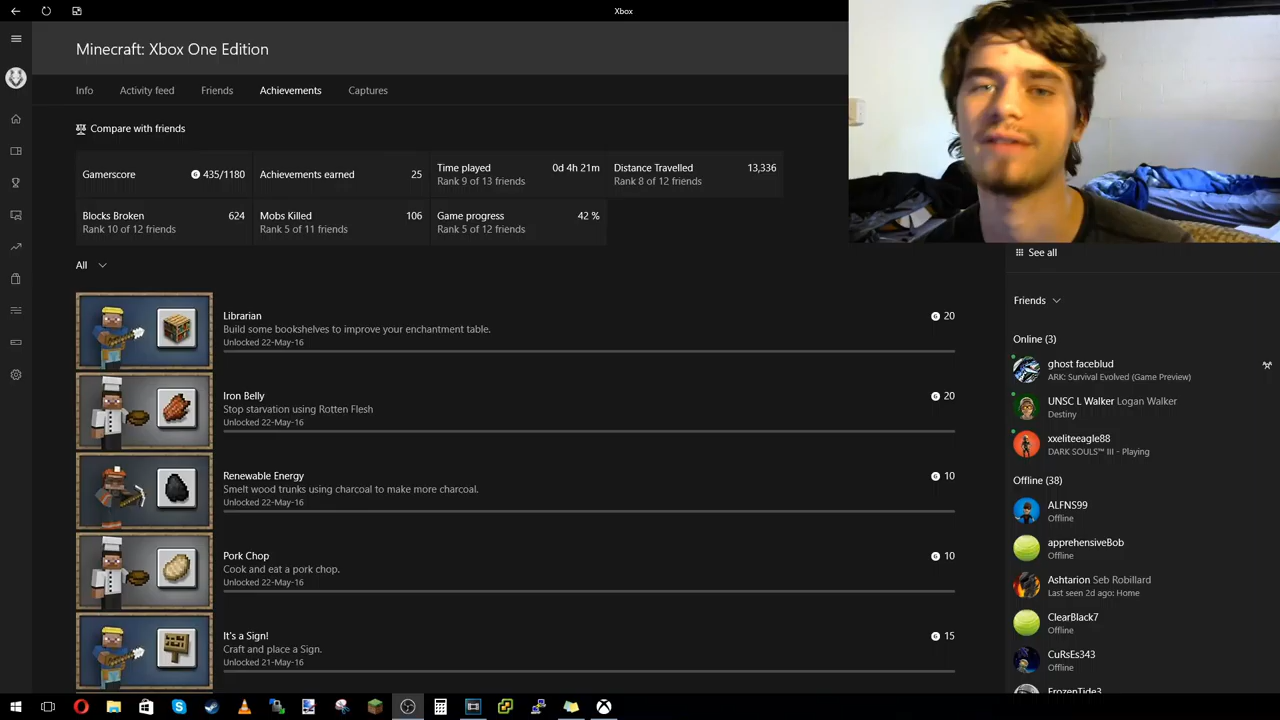 Xbox
Minecraft: Xbox One Edition
Info Activity feed Friends Achievements Captures
Compare with friends
Gamerscore G 435/1180
Achievements earned 25
Time played 0d 4h 21m
Rank 9 of 13 friends
Distance Travelled 13,336
Rank 8 of 12 friends
Blocks Broken 624
Rank 10 of 12 friends
Mobs Killed 106
Rank 5 of 11 friends
Game progress 42 %
Rank 5 of 12 friends
All
Librarian G 20
Build some bookshelves to improve your enchantment table.
Unlocked 22-May-16
Iron Belly G 20
Stop starvation using Rotten Flesh
Unlocked 22-May-16
Renewable Energy G 10
Smelt wood trunks using charcoal to make more charcoal.
Unlocked 22-May-16
Pork Chop G 10
Cook and eat a pork chop.
Unlocked 22-May-16
It's a Sign! G 15
Craft and place a Sign.
Unlocked 21-May-16
See all
Friends
Online (3)
ghost faceblud
ARK: Survival Evolved (Game Preview)
UNSC L Walker Logan Walker
Destiny
xxeliteeagle88
DARK SOULS™ III - Playing
Offline (38)
ALFNS99
Offline
apprehensiveBob
Offline
Ashtarion Seb Robillard
Last seen 2d ago: Home
ClearBlack7
Offline
CuRsEs343
Offline
FrozenTide3